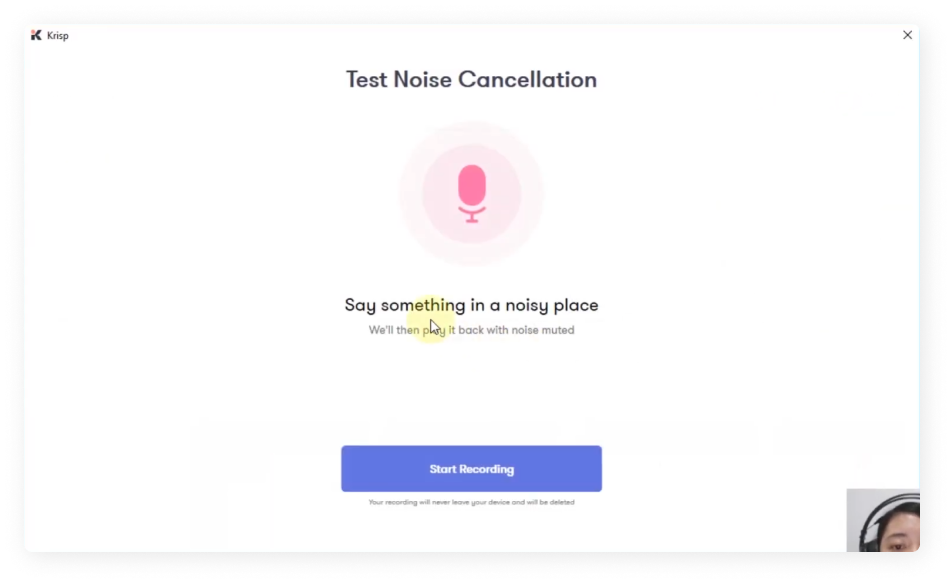 Krisp
Test Noise Cancellation
Say something in a noisy place
We'll then play it back with noise muted
Start Recording
Your recording will never leave your device and will be deleted